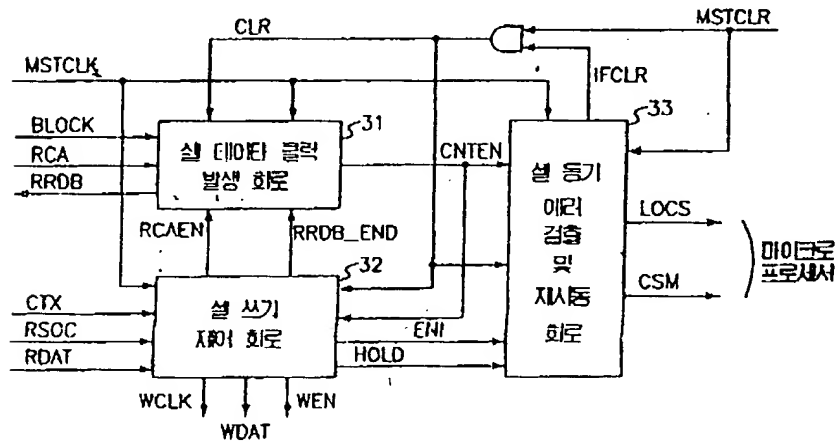 CLR
MSTCLR
MSTCLK
IFCLR
31
33
BLOCK
RCA
RRDB
셀 데이타 클럭
발생 회로
CNTEN
셀 동기
에러
검출
및
재시동
회로
LOCS
CSM
마이크로
프로세서
RCAEN
RRDB_END
32
CTX
RSOC
RDAT
셀 쓰기
제어 회로
ENI
HOLD
WCLK
WDAT
WEN